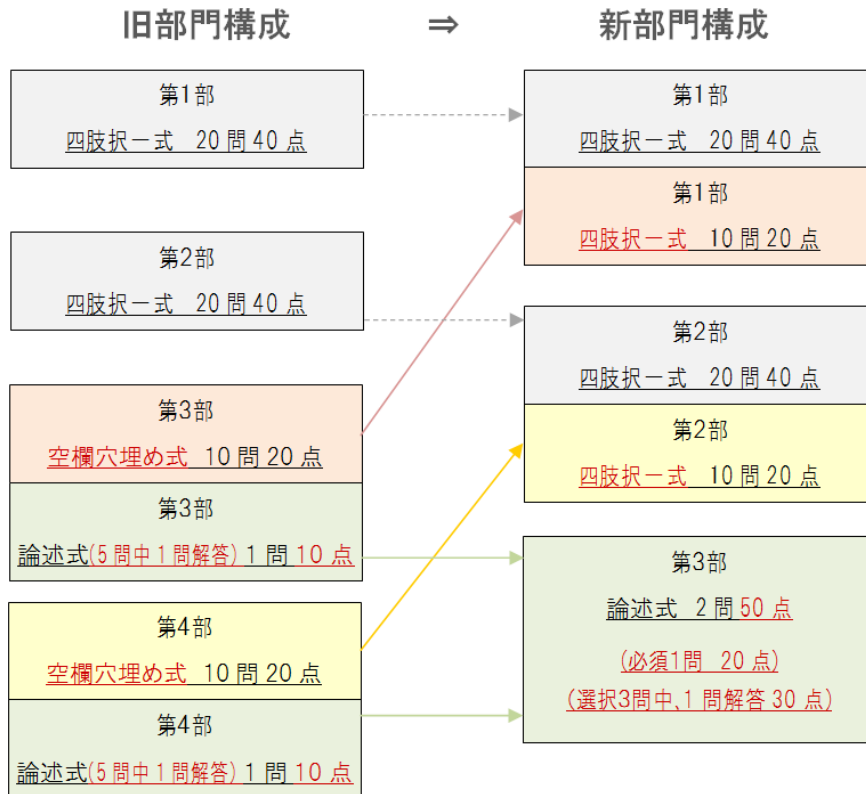 旧部門構成 ⇒ 新部門構成
第1部
四肢択一式 20問40点
第2部
四肢択一式 20問40点
第3部
空欄穴埋め式 10問20点
第3部
論述式(5問中1問解答)1問10点
第4部
空欄穴埋め式 10問20点
第4部
論述式(5問中1問解答)1問10点
第1部
四肢択一式 20問40点
第1部
四肢択一式 10問20点
第2部
四肢択一式 20問40点
第2部
四肢択一式 10問20点
第3部
論述式 2問50点
(必須1問 20点)
(選択3問中、1問解答30点)